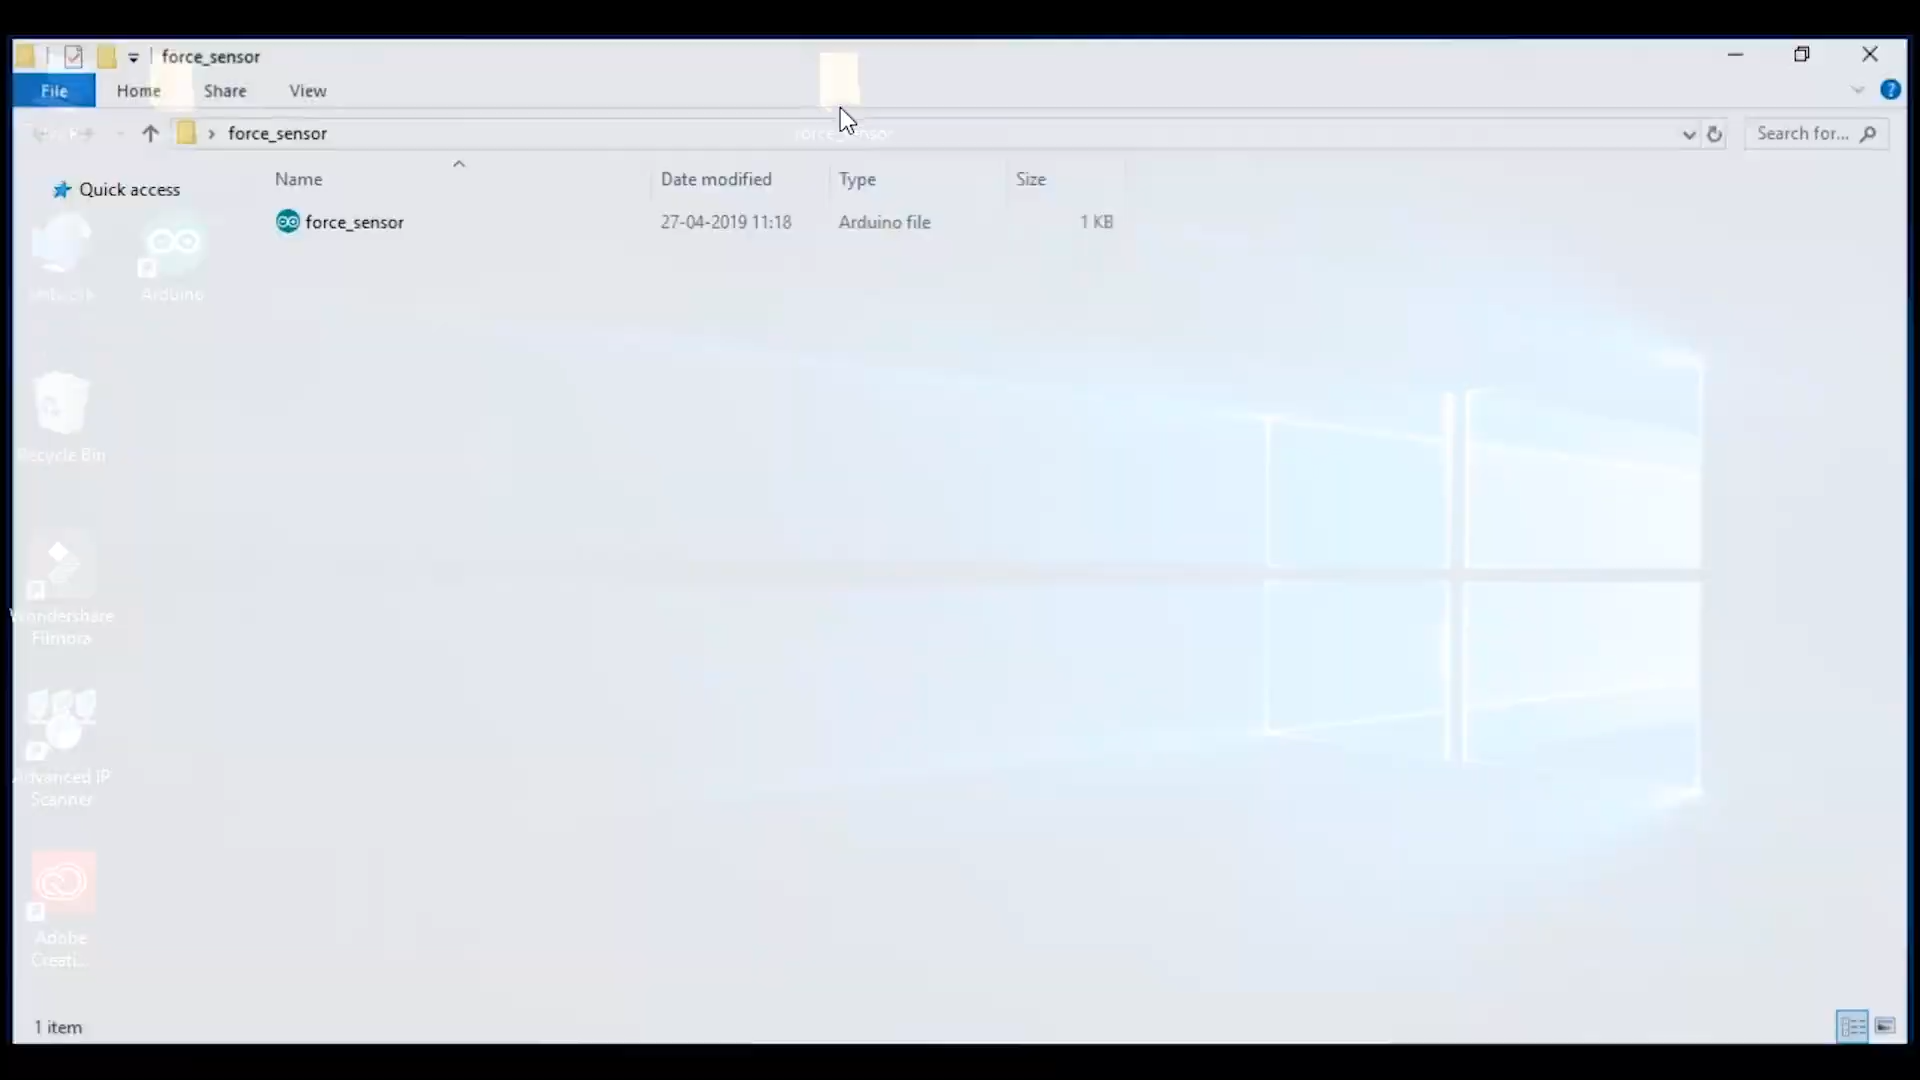 force_sensor
File Home Share View
force_sensor
force_sensor
Search for...
Quick access
Name Date modified Type Size
force_sensor 27-04-2019 11:18 Arduino file 1 KB
Arduino
Recycle Bin
Wondershare
Filmora
Advanced IP
Scanner
Adobe
Creati...
1 item